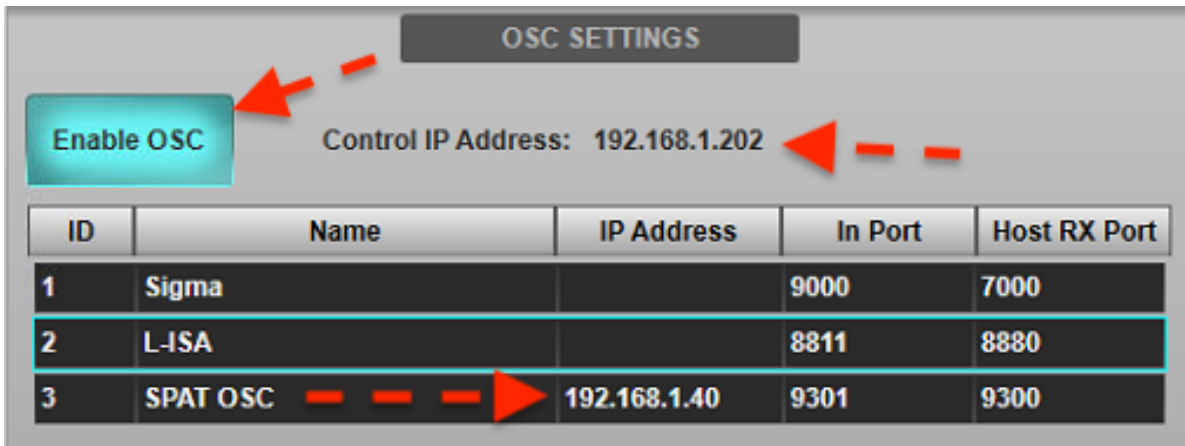 OSC SETTINGS
Enable OSC Control IP Address: 192.168.1.202
ID Name IP Address In Port Host RX Port
1 Sigma 9000 7000
2 L-ISA 8811 8880
3 SPAT OSC 192.168.1.40 9301 9300